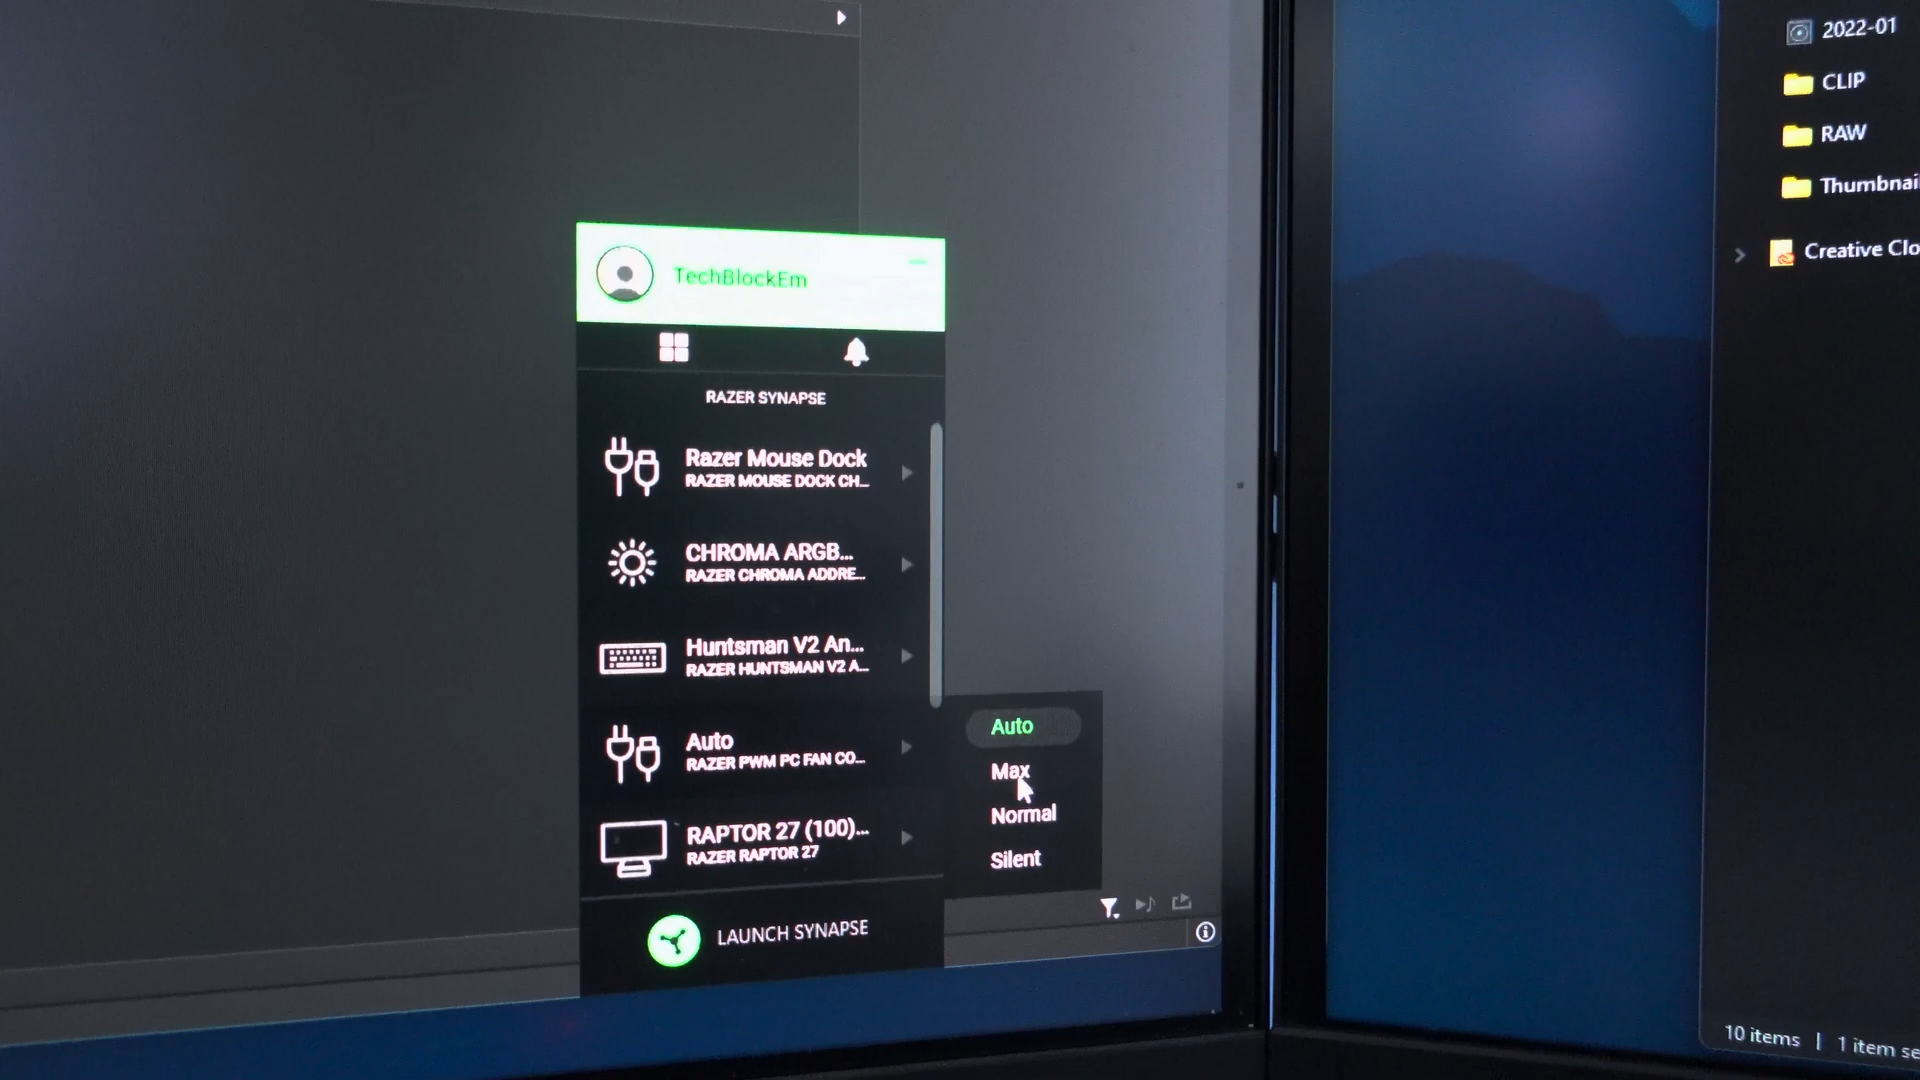 TechBlockEm
RAZER SYNAPSE
Razer Mouse Dock
RAZER MOUSE DOCK CH...
CHROMA ARGB...
RAZER CHROMA ADDRE...
Huntsman V2 An...
RAZER HUNTSMAN V2 A...
Auto
RAZER PWM PC FAN CO...
RAPTOR 27 (100)...
RAZER RAPTOR 27
LAUNCH SYNAPSE
Auto
Max
Normal
Silent
2022-01
CLIP
RAW
Thumbnai
Creative Clo
10 items | 1 item se